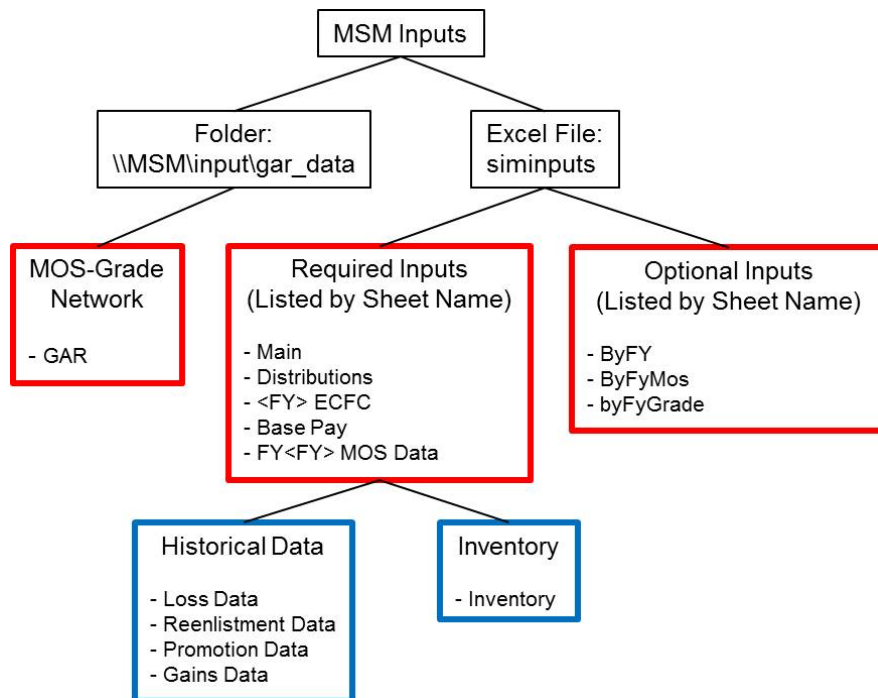 MSM Inputs
Folder:
\\MSM\input\gar_data
Excel File:
siminputs
MOS-Grade
Network
- GAR
Required Inputs
(Listed by Sheet Name)
- Main
- Distributions
- <FY> ECFC
- Base Pay
- FY<FY> MOS Data
Optional Inputs
(Listed by Sheet Name)
- ByFY
- ByFyMos
- byFyGrade
Historical Data
- Loss Data
- Reenlistment Data
- Promotion Data
- Gains Data
Inventory
- Inventory